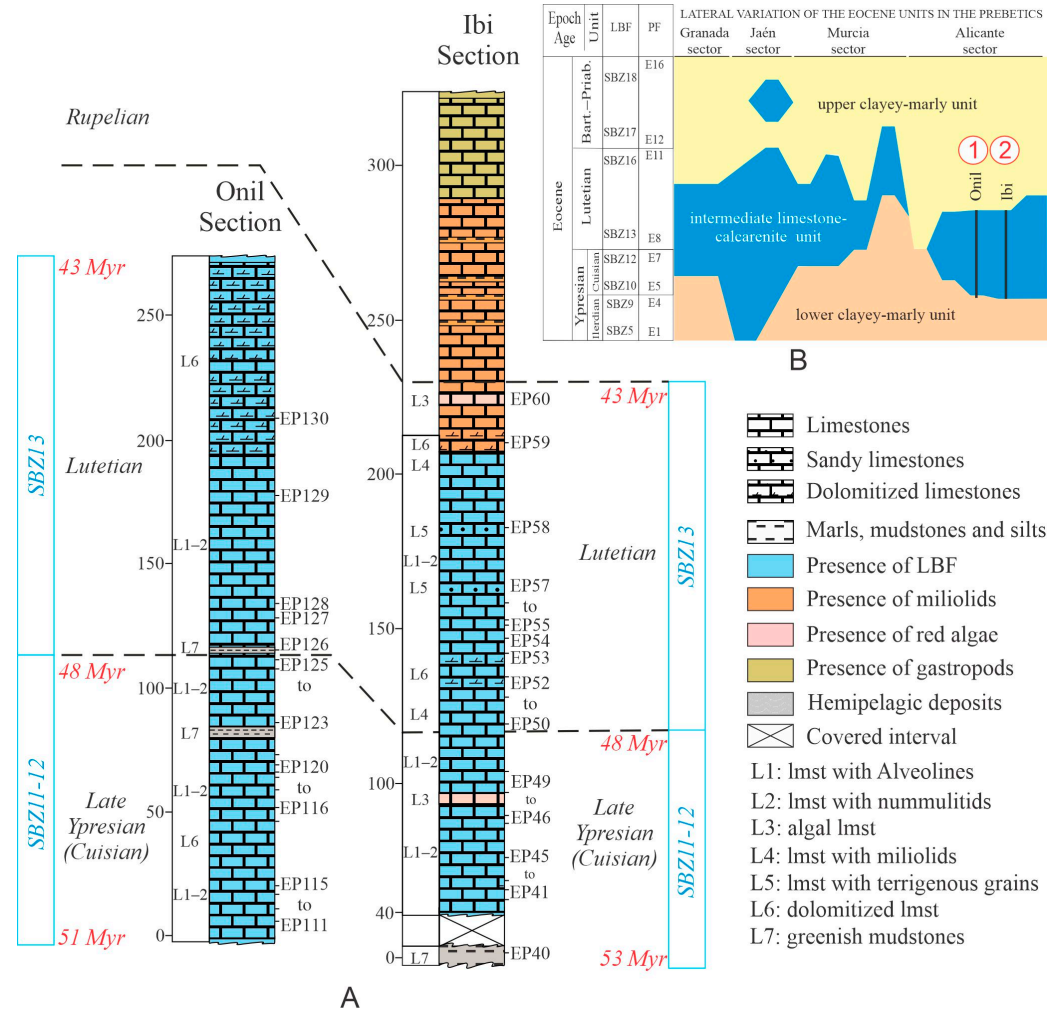 Ibi
Section
Rupelian
Onil
Section
43 Myr
48 Myr
51 Myr
SBZ13
SBZ11-12
Lutetian
Late
Ypresian
(Cuisian)
250
200
150
100
50
0
L6
L1–2
L7
L1–2
L7
L1–2
L6
L1–2
EP130
EP129
EP128
EP127
EP126
EP125
to
EP123
EP120
to
EP116
EP115
to
EP111
300
250
200
150
100
40
0
L3
L6
L4
L5
L1–2
L5
L6
L4
L1–2
L3
L1–2
L7
EP60
EP59
EP58
EP57
to
EP55
EP54
EP53
EP52
to
EP50
EP49
to
EP46
EP45
to
EP41
EP40
43 Myr
Lutetian
48 Myr
Late
Ypresian
(Cuisian)
53 Myr
SBZ13
SBZ11-12
A
Epoch
Age
Unit
LBF
PF
LATERAL VARIATION OF THE EOCENE UNITS IN THE PREBETICS
Granada
sector
Jaén
sector
Murcia
sector
Alicante
sector
Eocene
Bart.–Priab.
Lutetian
Ypresian
Cuisian
Ilerdian
SBZ18
SBZ17
SBZ16
SBZ13
SBZ12
SBZ10
SBZ9
SBZ5
E16
E12
E11
E8
E7
E5
E4
E1
upper clayey-marly unit
1
2
Onil
Ibi
intermediate limestone-
calcarenite unit
lower clayey-marly unit
B
Limestones
Sandy limestones
Dolomitized limestones
Marls, mudstones and silts
Presence of LBF
Presence of miliolids
Presence of red algae
Presence of gastropods
Hemipelagic deposits
Covered interval
L1: lmst with Alveolines
L2: lmst with nummulitids
L3: algal lmst
L4: lmst with miliolids
L5: lmst with terrigenous grains
L6: dolomitized lmst
L7: greenish mudstones